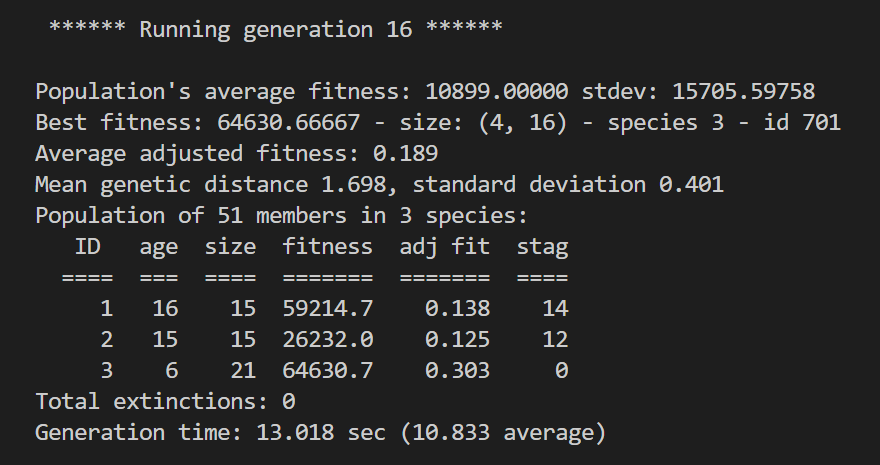 ****** Running generation 16 ******
Population's average fitness: 10899.00000 stdev: 15705.59758
Best fitness: 64630.66667 - size: (4, 16) - species 3 - id 701
Average adjusted fitness: 0.189
Mean genetic distance 1.698, standard deviation 0.401
Population of 51 members in 3 species:
ID age size fitness adj fit stag
==== === ==== ======= ======= ====
1 16 15 59214.7 0.138 14
2 15 15 26232.0 0.125 12
3 6 21 64630.7 0.303 0
Total extinctions: 0
Generation time: 13.018 sec (10.833 average)